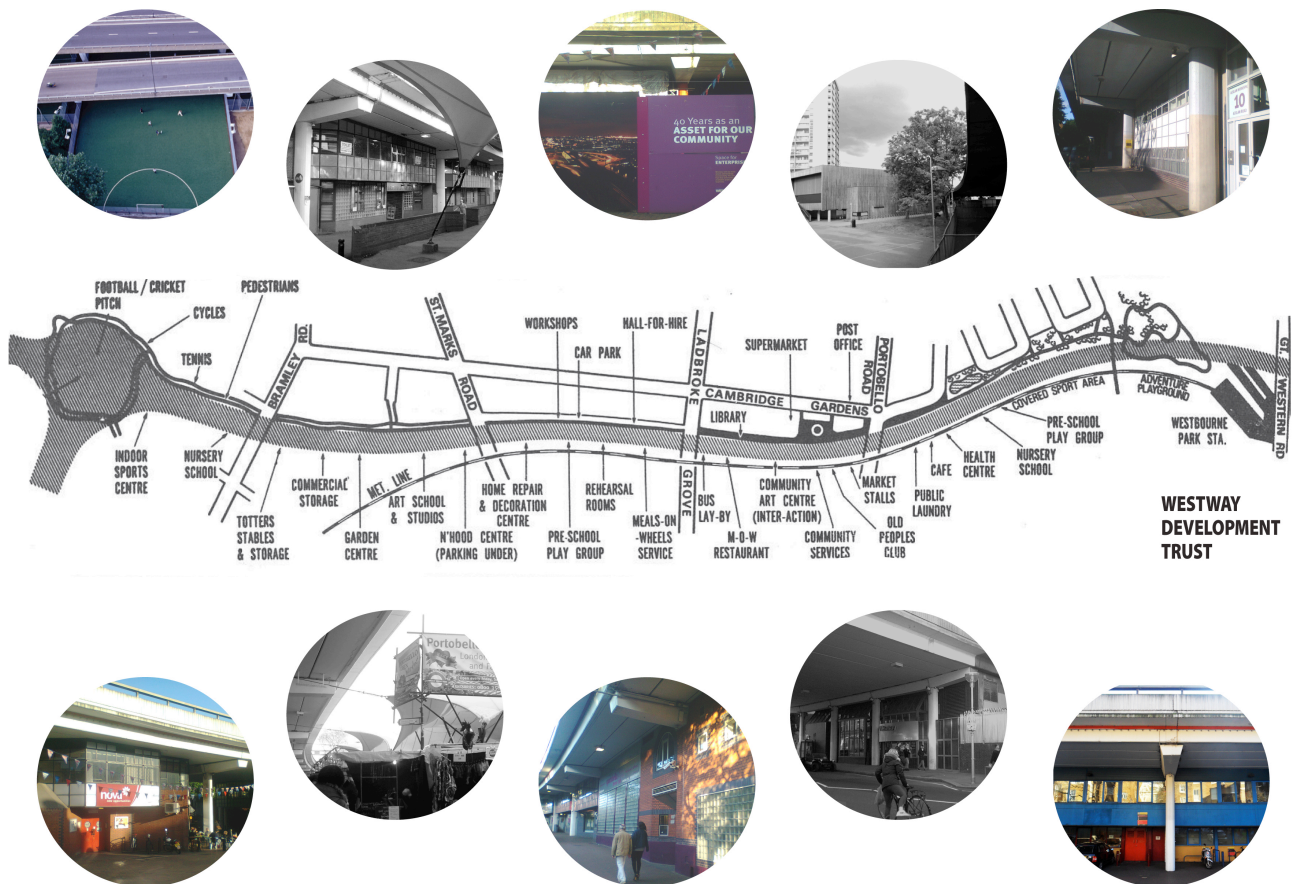 40 Years as an
ASSET FOR OUR
COMMUNITY
Space for
ENTERPRISE
10
FOOTBALL / CRICKET
PITCH
PEDESTRIANS
CYCLES
TENNIS
BRAMLEY RD.
ST. MARKS
ROAD
WORKSHOPS
CAR PARK
HALL-FOR-HIRE
LADBROKE
GROVE
SUPERMARKET
POST
OFFICE
PORTOBELLO
ROAD
CAMBRIDGE GARDENS
LIBRARY
COVERED SPORT AREA
ADVENTURE
PLAYGROUND
GT. WESTERN RD
WESTBOURNE
PARK STA.
INDOOR
SPORTS
CENTRE
NURSERY
SCHOOL
TOTTERS
STABLES
& STORAGE
COMMERCIAL
STORAGE
GARDEN
CENTRE
MET. LINE
ART SCHOOL
& STUDIOS
N'HOOD CENTRE
(PARKING UNDER)
HOME REPAIR
& DECORATION
CENTRE
PRE-SCHOOL
PLAY GROUP
REHEARSAL
ROOMS
MEALS-ON
-WHEELS
SERVICE
BUS
LAY-BY
M-O-W
RESTAURANT
COMMUNITY
ART CENTRE
(INTER-ACTION)
COMMUNITY
SERVICES
MARKET
STALLS
OLD
PEOPLES
CLUB
PUBLIC
LAUNDRY
CAFE
HEALTH
CENTRE
NURSERY
SCHOOL
PRE-SCHOOL
PLAY GROUP
WESTWAY
DEVELOPMENT
TRUST
nova
Portobello
London